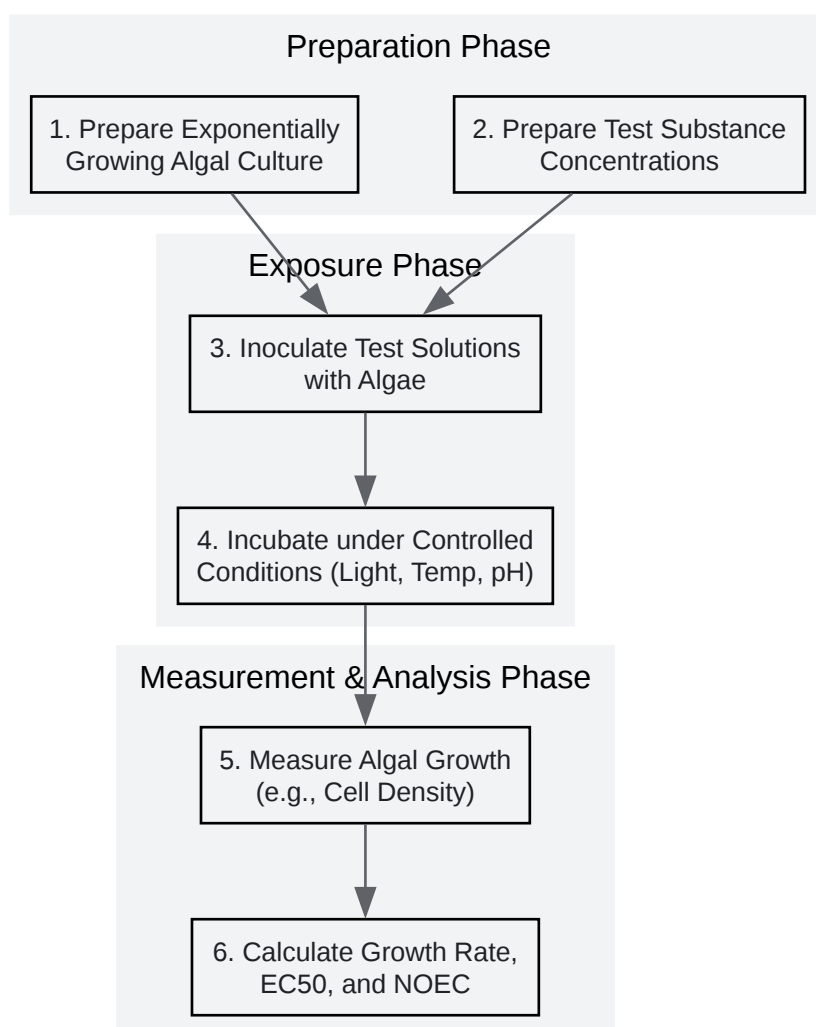 Preparation Phase
1. Prepare Exponentially
Growing Algal Culture
2. Prepare Test Substance
Concentrations
Exposure Phase
3. Inoculate Test Solutions
with Algae
4. Incubate under Controlled
Conditions (Light, Temp, pH)
Measurement & Analysis Phase
5. Measure Algal Growth
(e.g., Cell Density)
6. Calculate Growth Rate,
EC50, and NOEC